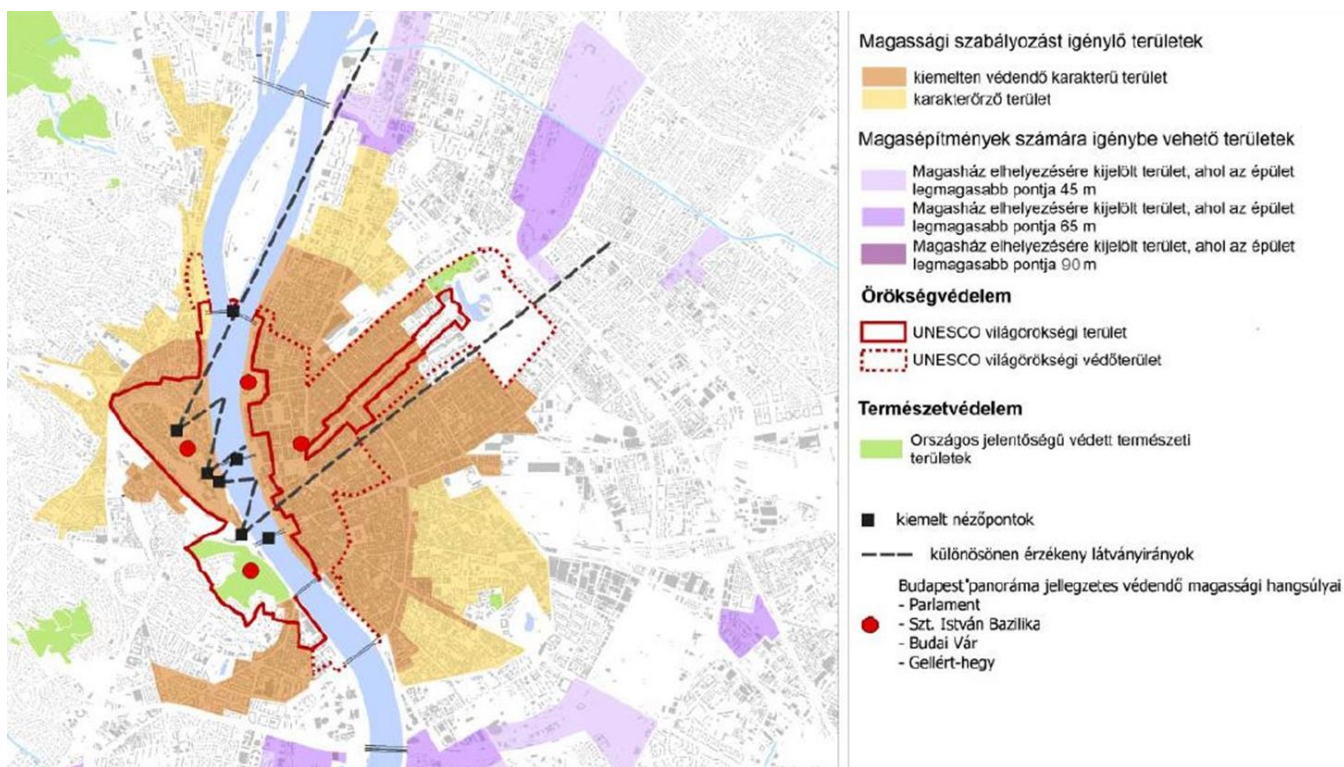 Magassági szabályozást igénylő területek
kiemelten védendő karakterű terület
karakterőrző terület
Magasépítmények számára igénybe vehető területek
Magasház elhelyezésére kijelölt terület, ahol az épület
legmagasabb pontja 45 m
Magasház elhelyezésére kijelölt terület, ahol az épület
legmagasabb pontja 65 m
Magasház elhelyezésére kijelölt terület, ahol az épület
legmagasabb pontja 90 m
Örökségvédelem
UNESCO világörökségi terület
UNESCO világörökségi védőterület
Természetvédelem
Országos jelentőségű védett természeti
területek
kiemelt nézőpontok
különösönen érzékeny látványirányok
Budapest panoráma jellegzetes védendő magassági hangsúlyai
- Parlament
- Szt. István Bazilika
- Budai Vár
- Gellért-hegy